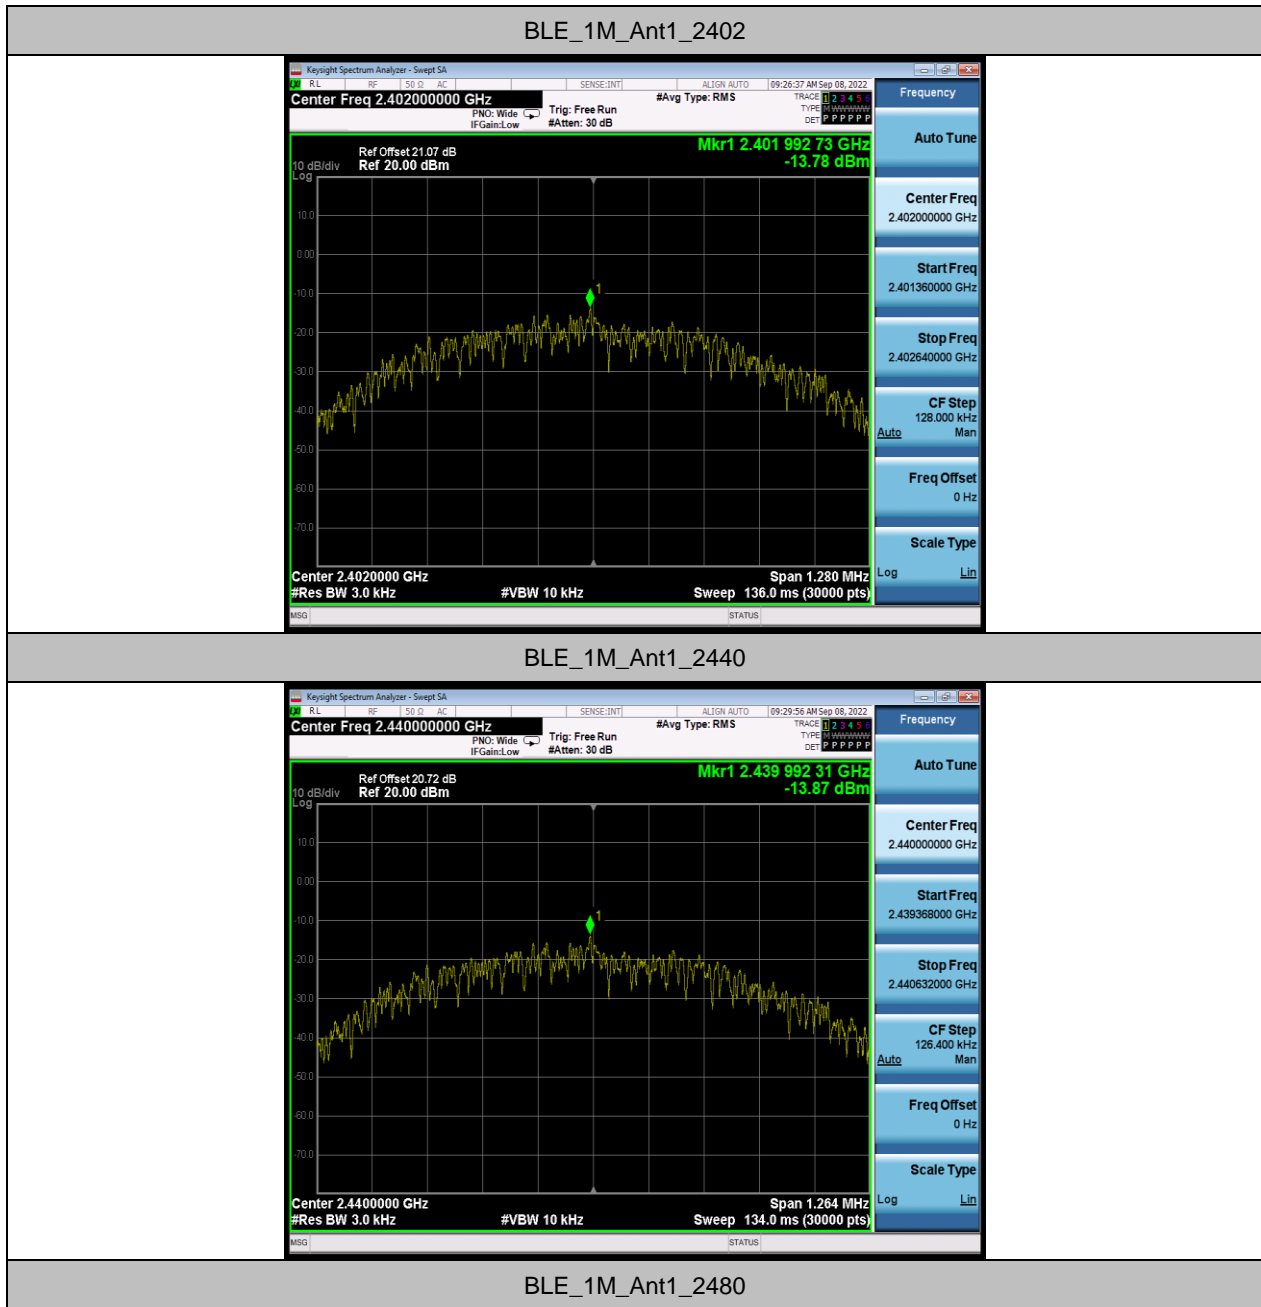 BLE_1M_Ant1_2402
Keysight Spectrum Analyzer - Swept SA
RL RF 50 Ω AC SENSE:INT ALIGN AUTO 09:26:37 AM Sep 08, 2022
Center Freq 2.402000000 GHz #Avg Type: RMS TRACE 1 2 3 4 5 6
PNO: Wide Trig: Free Run TYPE M WWWWW
IFGain:Low #Atten: 30 dB DET P P P P P P
Frequency
Auto Tune
Mkr1 2.401 992 73 GHz
Ref Offset 21.07 dB
10 dB/div Ref 20.00 dBm -13.78 dBm
Log
10.0
0.00
-10.0
-20.0
-30.0
-40.0
-50.0
-60.0
-70.0
1
Center Freq
2.402000000 GHz
Start Freq
2.401360000 GHz
Stop Freq
2.402640000 GHz
CF Step
128.000 kHz
Auto Man
Freq Offset
0 Hz
Scale Type
Log Lin
Center 2.4020000 GHz Span 1.280 MHz
#Res BW 3.0 kHz #VBW 10 kHz Sweep 136.0 ms (30000 pts)
MSG STATUS
BLE_1M_Ant1_2440
Keysight Spectrum Analyzer - Swept SA
RL RF 50 Ω AC SENSE:INT ALIGN AUTO 09:29:56 AM Sep 08, 2022
Center Freq 2.440000000 GHz #Avg Type: RMS TRACE 1 2 3 4 5 6
PNO: Wide Trig: Free Run TYPE M WWWWW
IFGain:Low #Atten: 30 dB DET P P P P P P
Frequency
Auto Tune
Mkr1 2.439 992 31 GHz
Ref Offset 20.72 dB
10 dB/div Ref 20.00 dBm -13.87 dBm
Log
10.0
0.00
-10.0
-20.0
-30.0
-40.0
-50.0
-60.0
-70.0
1
Center Freq
2.440000000 GHz
Start Freq
2.439368000 GHz
Stop Freq
2.440632000 GHz
CF Step
126.400 kHz
Auto Man
Freq Offset
0 Hz
Scale Type
Log Lin
Center 2.4400000 GHz Span 1.264 MHz
#Res BW 3.0 kHz #VBW 10 kHz Sweep 134.0 ms (30000 pts)
MSG STATUS
BLE_1M_Ant1_2480